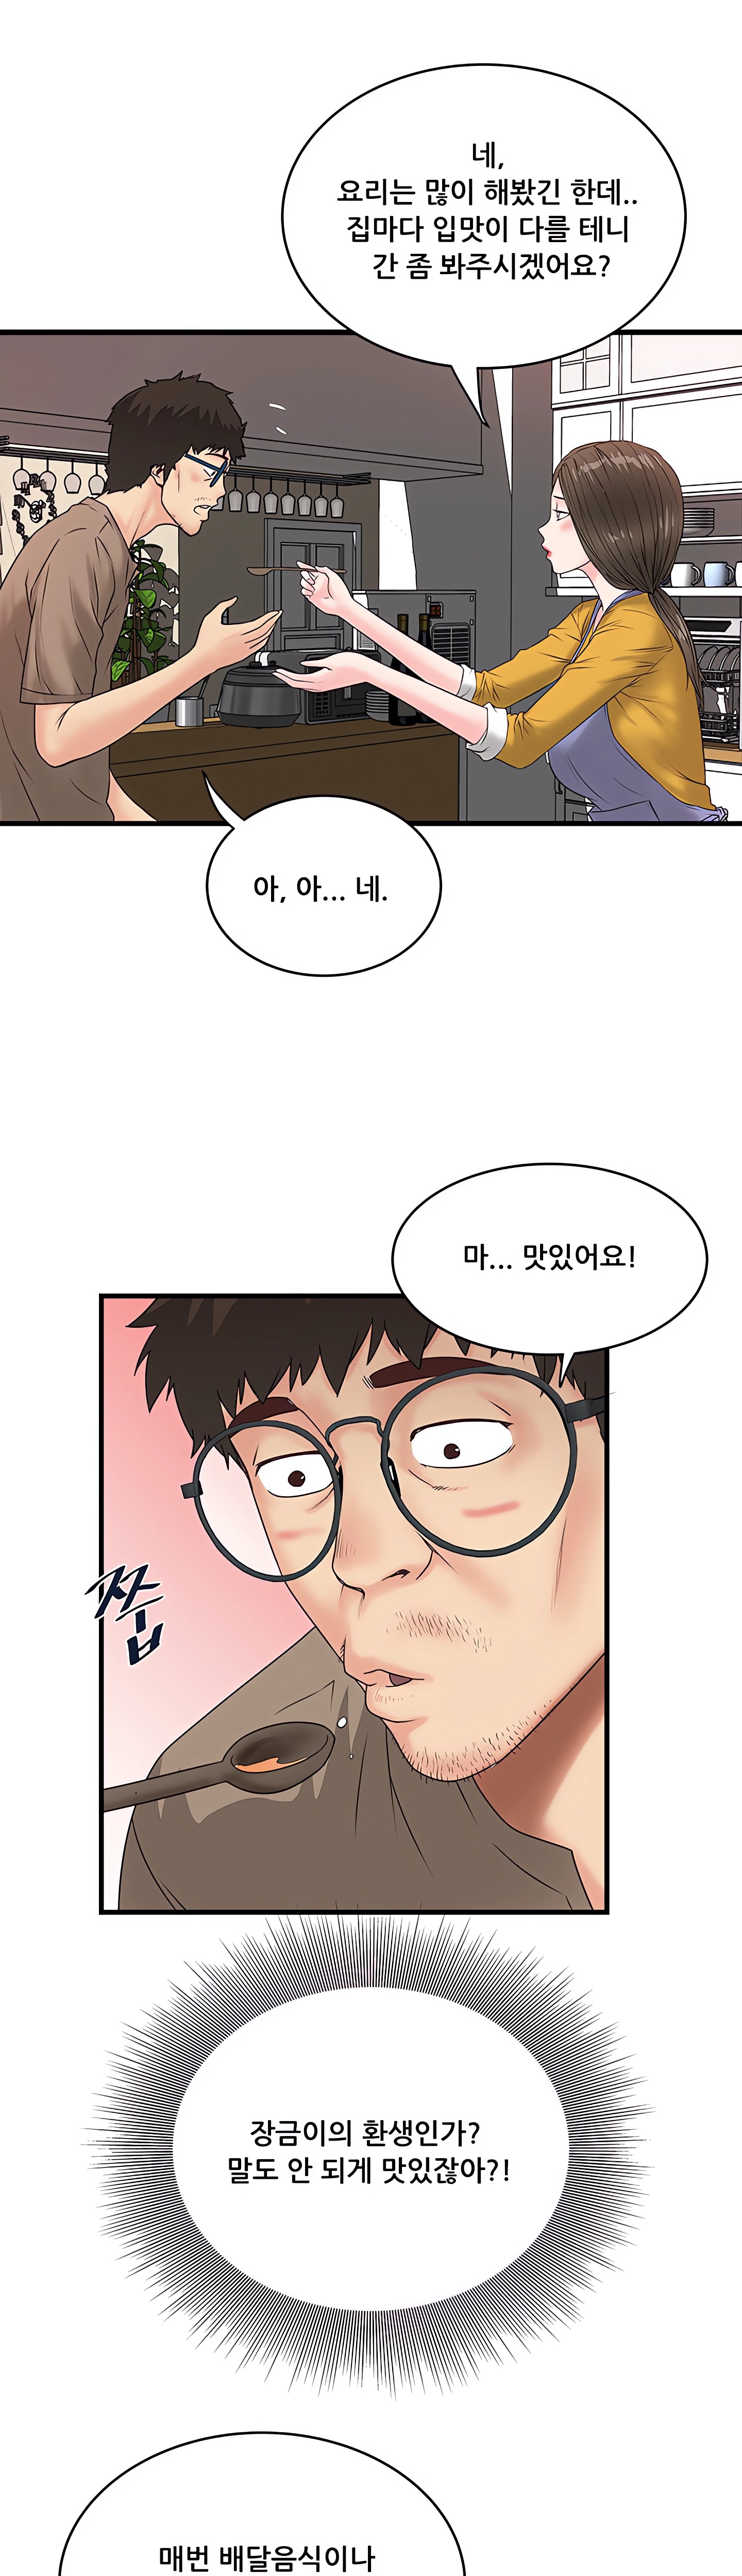 네,
요리는 많이 해봤긴 한데..
집마다 입맛이 다를 테니
간 좀 봐주시겠어요?
아, 아... 네.
마... 맛있어요!
쭙
장금이의 환생인가?
말도 안 되게 맛있잖아?!
매번 배달음식이나